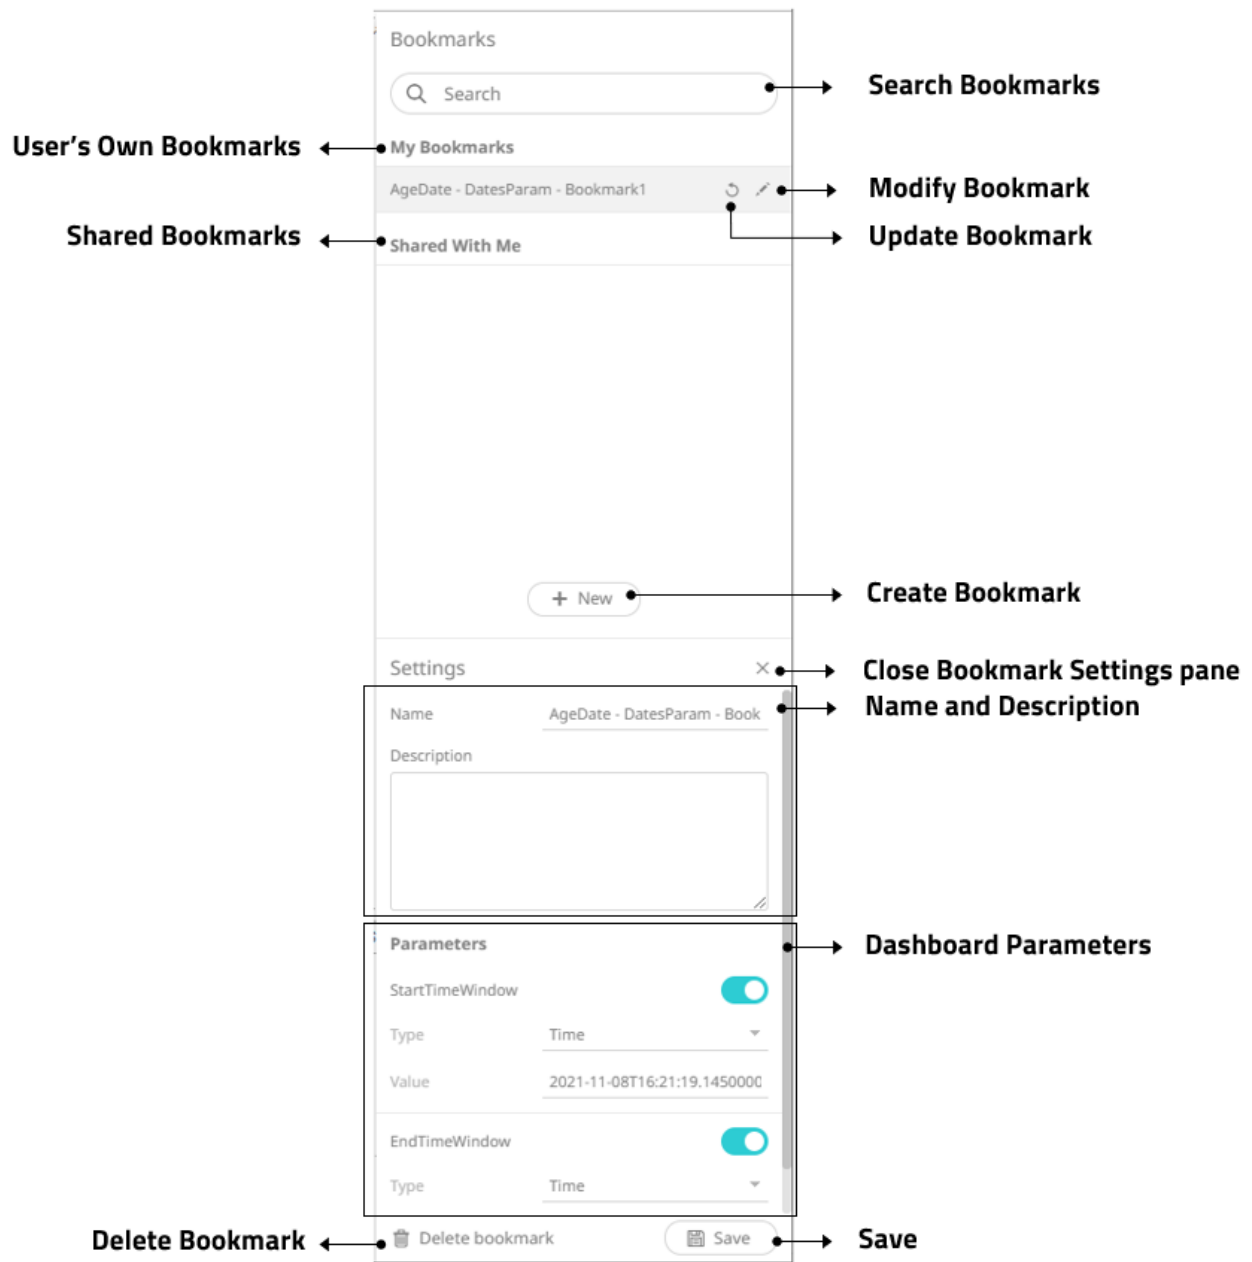 Bookmarks
Search
Search Bookmarks
User's Own Bookmarks
My Bookmarks
AgeDate - DatesParam - Bookmark1
Modify Bookmark
Shared Bookmarks
Update Bookmark
Shared With Me
+ New
Create Bookmark
Settings
Close Bookmark Settings pane
Name
AgeDate - DatesParam - Book
Name and Description
Description
Parameters
Dashboard Parameters
StartTimeWindow
Type
Time
Value
2021-11-08T16:21:19.1450000
EndTimeWindow
Type
Time
Delete Bookmark
Delete bookmark
Save
Save